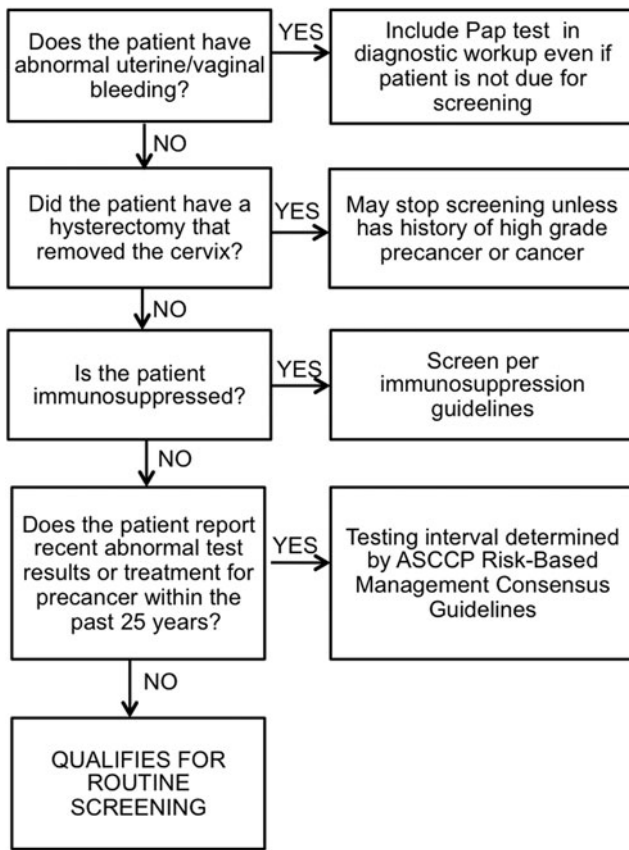 Does the patient have
abnormal uterine/vaginal
bleeding?
YES
Include Pap test in
diagnostic workup even if
patient is not due for
screening
NO
Did the patient have a
hysterectomy that
removed the cervix?
YES
May stop screening unless
has history of high grade
precancer or cancer
NO
Is the patient
immunosuppressed?
YES
Screen per
immunosuppression
guidelines
NO
Does the patient report
recent abnormal test
results or treatment for
precancer within the
past 25 years?
YES
Testing interval determined
by ASCCP Risk-Based
Management Consensus
Guidelines
NO
QUALIFIES FOR
ROUTINE
SCREENING